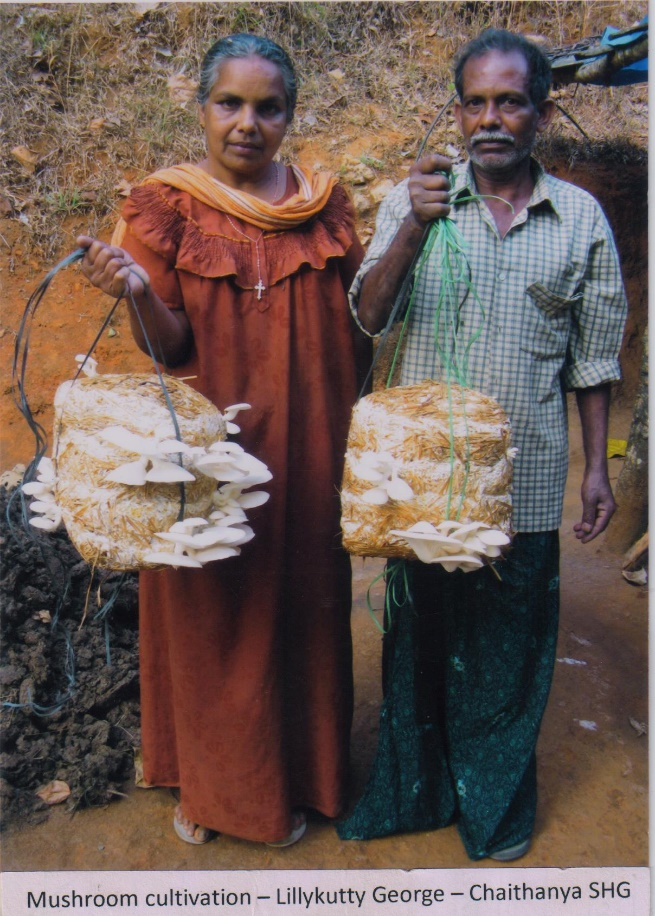 Mushroom cultivation – Lillykutty George – Chaithanya SHG